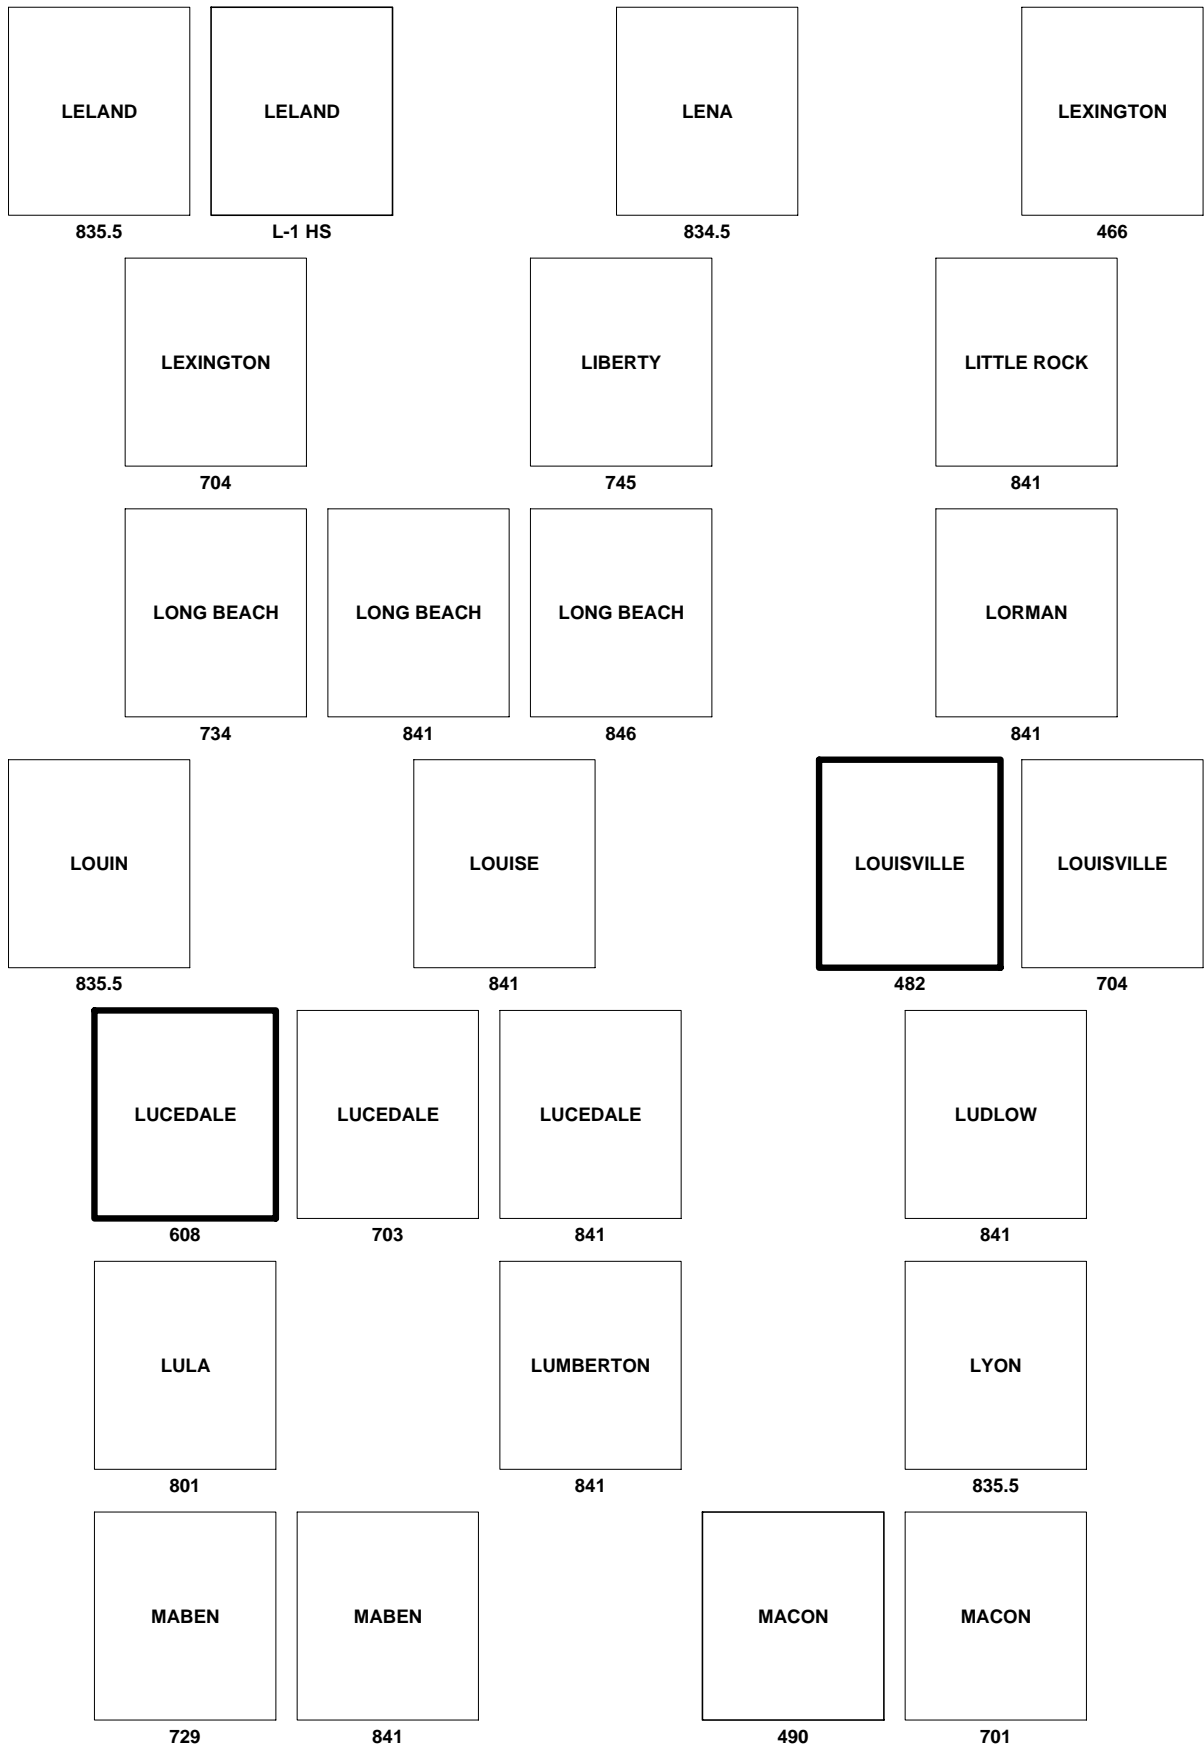 LELAND LELAND LENA LEXINGTON
835.5 L-1 HS 834.5 466
LEXINGTON LIBERTY LITTLE ROCK
704 745 841
LONG BEACH LONG BEACH LONG BEACH LORMAN
734 841 846 841
LOUIN LOUISE LOUISVILLE LOUISVILLE
835.5 841 482 704
LUCEDALE LUCEDALE LUCEDALE LUDLOW
608 703 841 841
LULA LUMBERTON LYON
801 841 835.5
MABEN MABEN MACON MACON
729 841 490 701